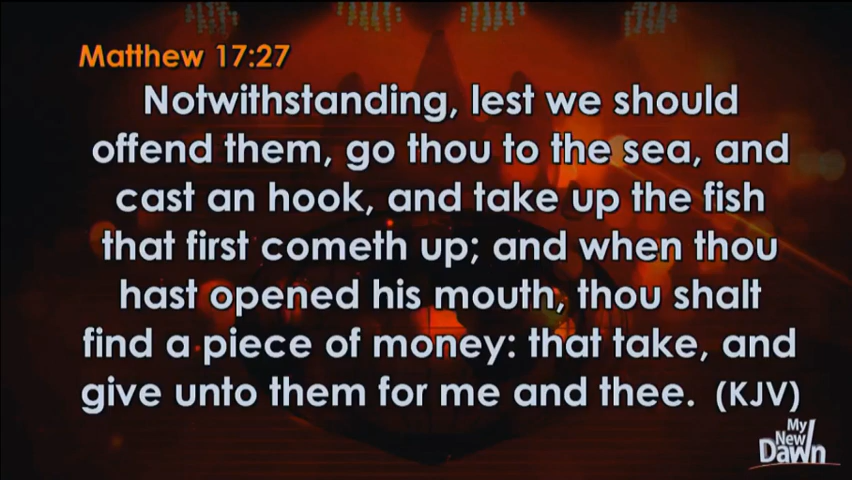 Matthew 17:27
Notwithstanding, lest we should
offend them, go thou to the sea, and
cast an hook, and take up the fish
that first cometh up; and when thou
hast opened his mouth, thou shalt
find a piece of money: that take, and
give unto them for me and thee. (KJV)
My
New
Dawn